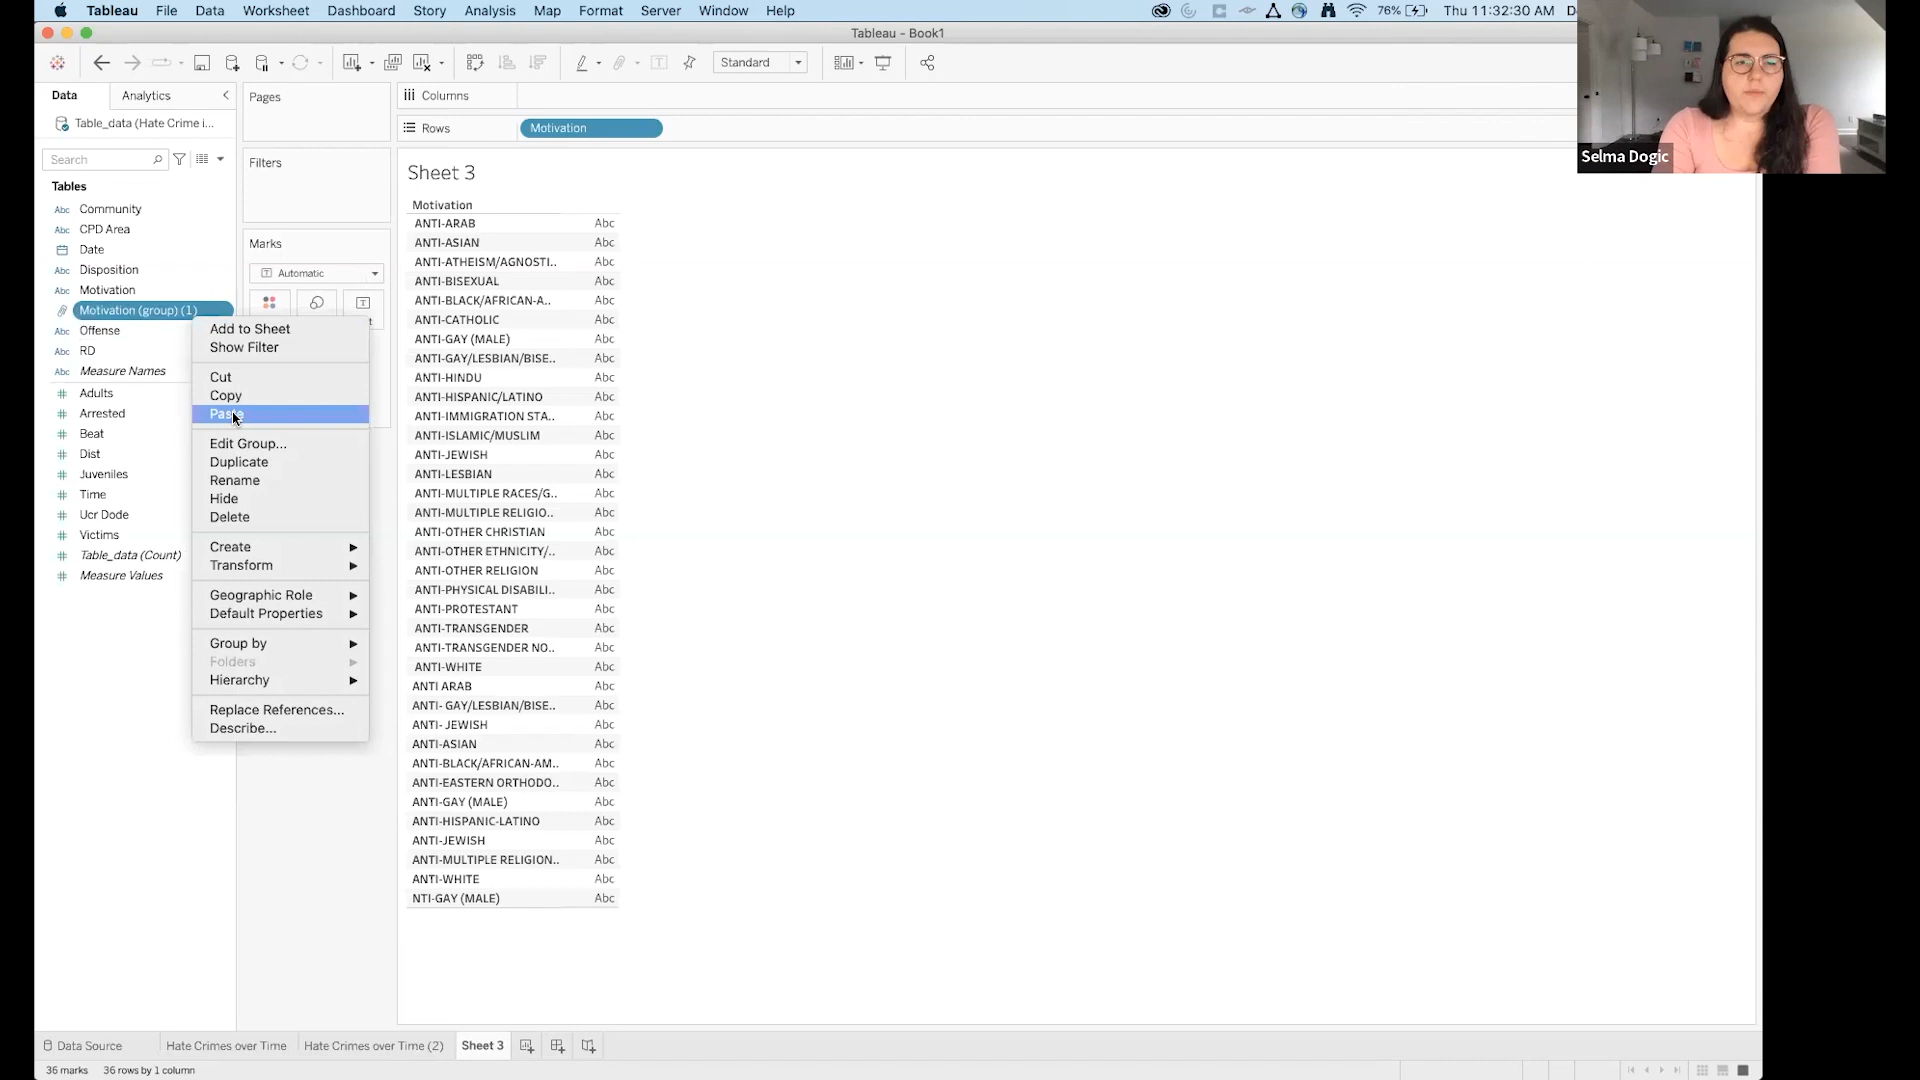 Tableau File Data Worksheet Dashboard Story Analysis Map Format Server Window Help 76% Thu 11:32:30 AM
Tableau - Book1
Standard
Data Analytics
Pages
Columns
Table_data (Hate Crime i...
Rows Motivation
Search
Filters
Selma Dogic
Sheet 3
Tables
Motivation
Abc Community
Abc CPD Area
Date
Abc Disposition
Abc Motivation
Motivation (group) (1)
Abc Offense
Abc RD
Abc Measure Names
# Adults
# Arrested
# Beat
# Dist
# Juveniles
# Time
# Ucr Dode
# Victims
# Table_data (Count)
# Measure Values
Marks
Automatic
Add to Sheet
Show Filter
Cut
Copy
Paste
Edit Group...
Duplicate
Rename
Hide
Delete
Create
Transform
Geographic Role
Default Properties
Group by
Folders
Hierarchy
Replace References...
Describe...
ANTI-ARAB Abc
ANTI-ASIAN Abc
ANTI-ATHEISM/AGNOSTI.. Abc
ANTI-BISEXUAL Abc
ANTI-BLACK/AFRICAN-A.. Abc
ANTI-CATHOLIC Abc
ANTI-GAY (MALE) Abc
ANTI-GAY/LESBIAN/BISE.. Abc
ANTI-HINDU Abc
ANTI-HISPANIC/LATINO Abc
ANTI-IMMIGRATION STA.. Abc
ANTI-ISLAMIC/MUSLIM Abc
ANTI-JEWISH Abc
ANTI-LESBIAN Abc
ANTI-MULTIPLE RACES/G.. Abc
ANTI-MULTIPLE RELIGIO.. Abc
ANTI-OTHER CHRISTIAN Abc
ANTI-OTHER ETHNICITY/.. Abc
ANTI-OTHER RELIGION Abc
ANTI-PHYSICAL DISABILI.. Abc
ANTI-PROTESTANT Abc
ANTI-TRANSGENDER Abc
ANTI-TRANSGENDER NO.. Abc
ANTI-WHITE Abc
ANTI ARAB Abc
ANTI- GAY/LESBIAN/BISE.. Abc
ANTI- JEWISH Abc
ANTI-ASIAN Abc
ANTI-BLACK/AFRICAN-AM.. Abc
ANTI-EASTERN ORTHODO.. Abc
ANTI-GAY (MALE) Abc
ANTI-HISPANIC-LATINO Abc
ANTI-JEWISH Abc
ANTI-MULTIPLE RELIGION.. Abc
ANTI-WHITE Abc
NTI-GAY (MALE) Abc
Data Source Hate Crimes over Time Hate Crimes over Time (2) Sheet 3
36 marks 36 rows by 1 column